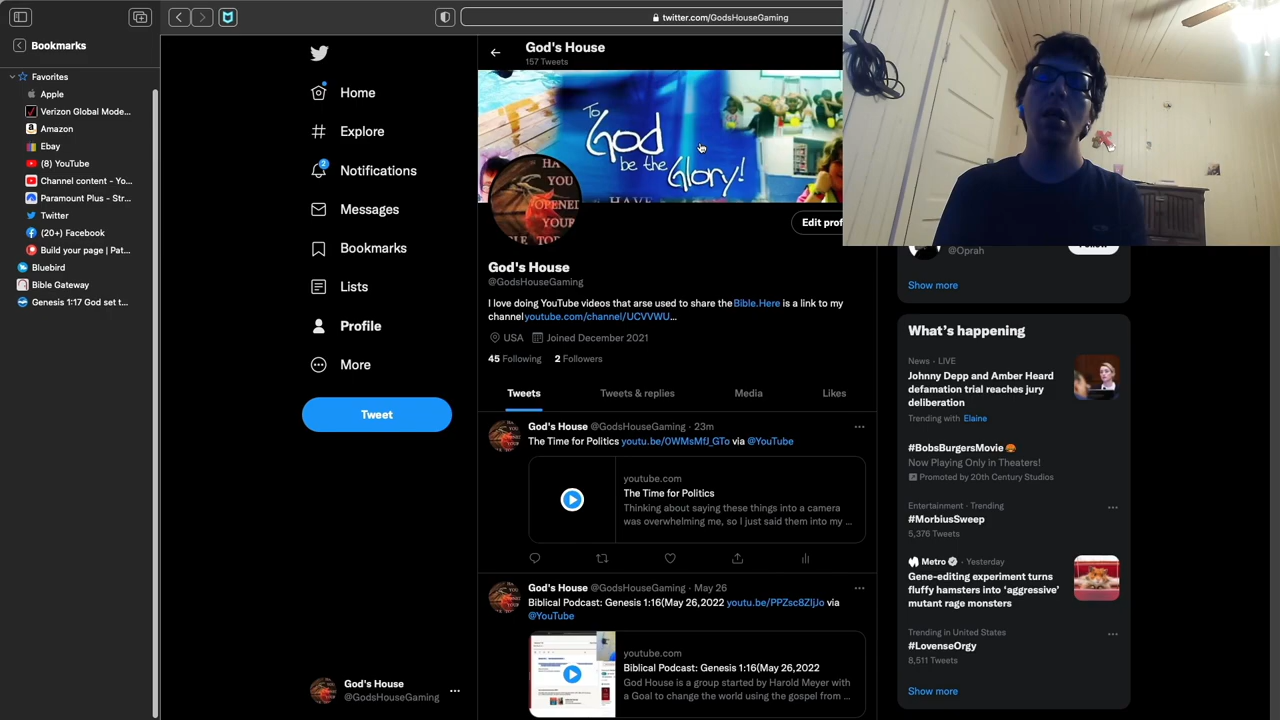 Bookmarks
Favorites
Apple
Verizon Global Mode...
Amazon
Ebay
(8) YouTube
Channel content - Yo...
Paramount Plus - Str...
Twitter
(20+) Facebook
Build your page | Pat...
Bluebird
Bible Gateway
Genesis 1:17 God set t...
twitter.com/GodsHouseGaming
Home
Explore
2
Notifications
Messages
Bookmarks
Lists
Profile
More
Tweet
God's House
@GodsHouseGaming
God's House
157 Tweets
To
God
be the Glory!
HA
YOU
OPENED
YOUR
Edit prof
God's House
@GodsHouseGaming
I love doing YouTube videos that arse used to share the Bible.Here is a link to my
channelyoutube.com/channel/UCVVWU...
USA Joined December 2021
45 Following 2 Followers
Tweets Tweets & replies Media Likes
God's House @GodsHouseGaming · 23m
The Time for Politics youtu.be/0WMsMfJ_GTo via @YouTube
youtube.com
The Time for Politics
Thinking about saying these things into a camera
was overwhelming me, so I just said them into my ...
God's House @GodsHouseGaming · May 26
Biblical Podcast: Genesis 1:16(May 26,2022 youtu.be/PPZsc8ZIjJo via
@YouTube
youtube.com
Biblical Podcast: Genesis 1:16(May 26,2022
God House is a group started by Harold Meyer with
a Goal to change the world using the gospel from ...
@Oprah
Show more
What's happening
News · LIVE
Johnny Depp and Amber Heard
defamation trial reaches jury
deliberation
Trending with Elaine
#BobsBurgersMovie
Now Playing Only in Theaters!
Promoted by 20th Century Studios
Entertainment · Trending
#MorbiusSweep
5,376 Tweets
Metro · Yesterday
Gene-editing experiment turns
fluffy hamsters into 'aggressive'
mutant rage monsters
Trending in United States
#LovenseOrgy
8,511 Tweets
Show more